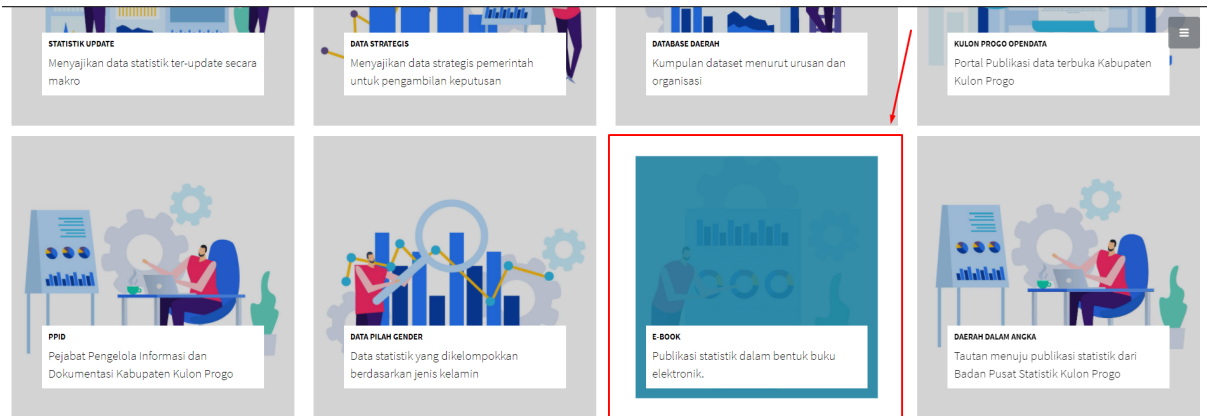 STATISTIK UPDATE
Menyajikan data statistik ter-update secara
makro
DATA STRATEGIS
Menyajikan data strategis pemerintah
untuk pengambilan keputusan
DATABASE DAERAH
Kumpulan dataset menurut urusan dan
organisasi
KULON PROGO OPENDATA
Portal Publikasi data terbuka Kabupaten
Kulon Progo
PPID
Pejabat Pengelola Informasi dan
Dokumentasi Kabupaten Kulon Progo
DATA PILAH GENDER
Data statistik yang dikelompokkan
berdasarkan jenis kelamin
E-BOOK
Publikasi statistik dalam bentuk buku
elektronik.
DAERAH DALAM ANGKA
Tautan menuju publikasi statistik dari
Badan Pusat Statistik Kulon Progo